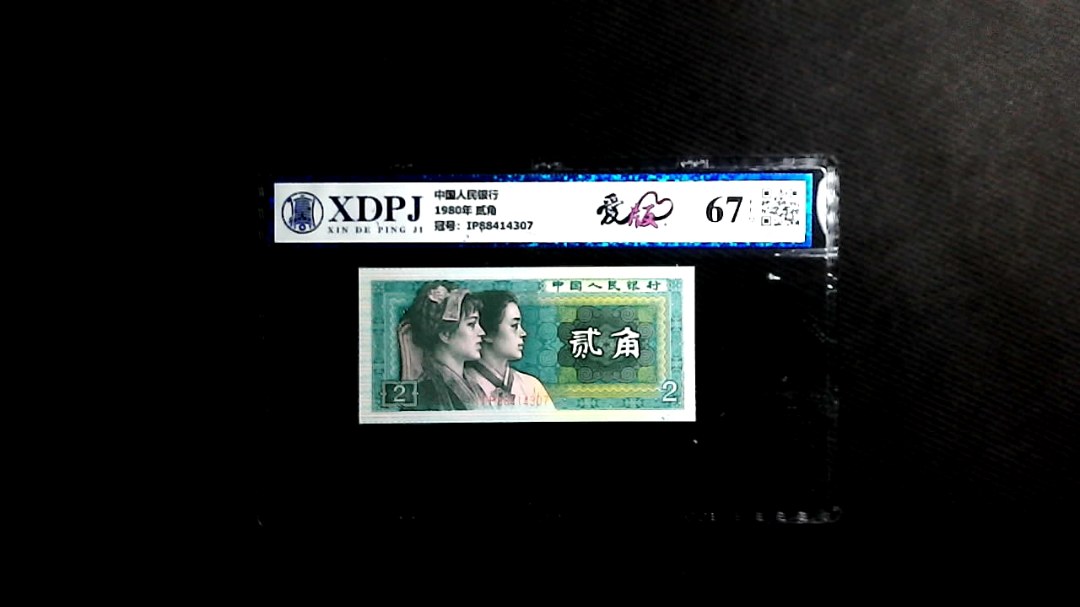 XDPJ
XIN DE PING JI
中国人民银行
1980年 贰角
冠号: IP88414307
爱版
67
中国人民银行
贰角
2
2
IP88414307